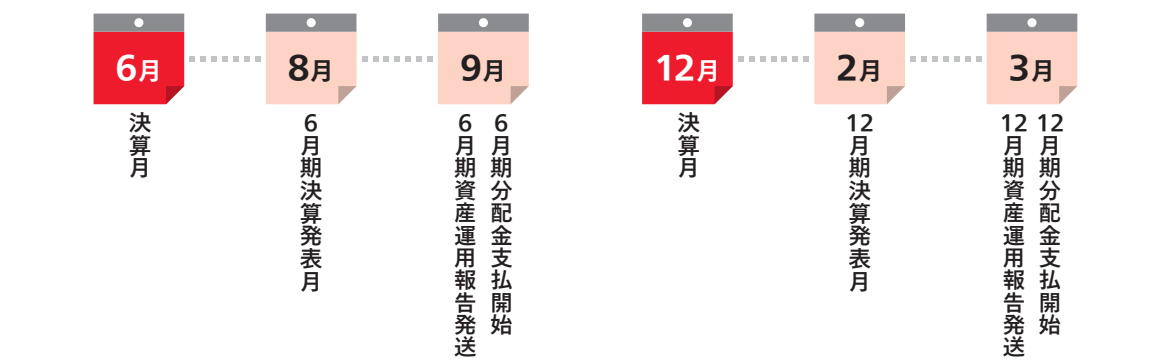 6月
決算月
8月
6月期決算発表月
9月
6月期分配金支払開始
6月期資産運用報告発送
12月
決算月
2月
12月期決算発表月
3月
12月期分配金支払開始
12月期資産運用報告発送